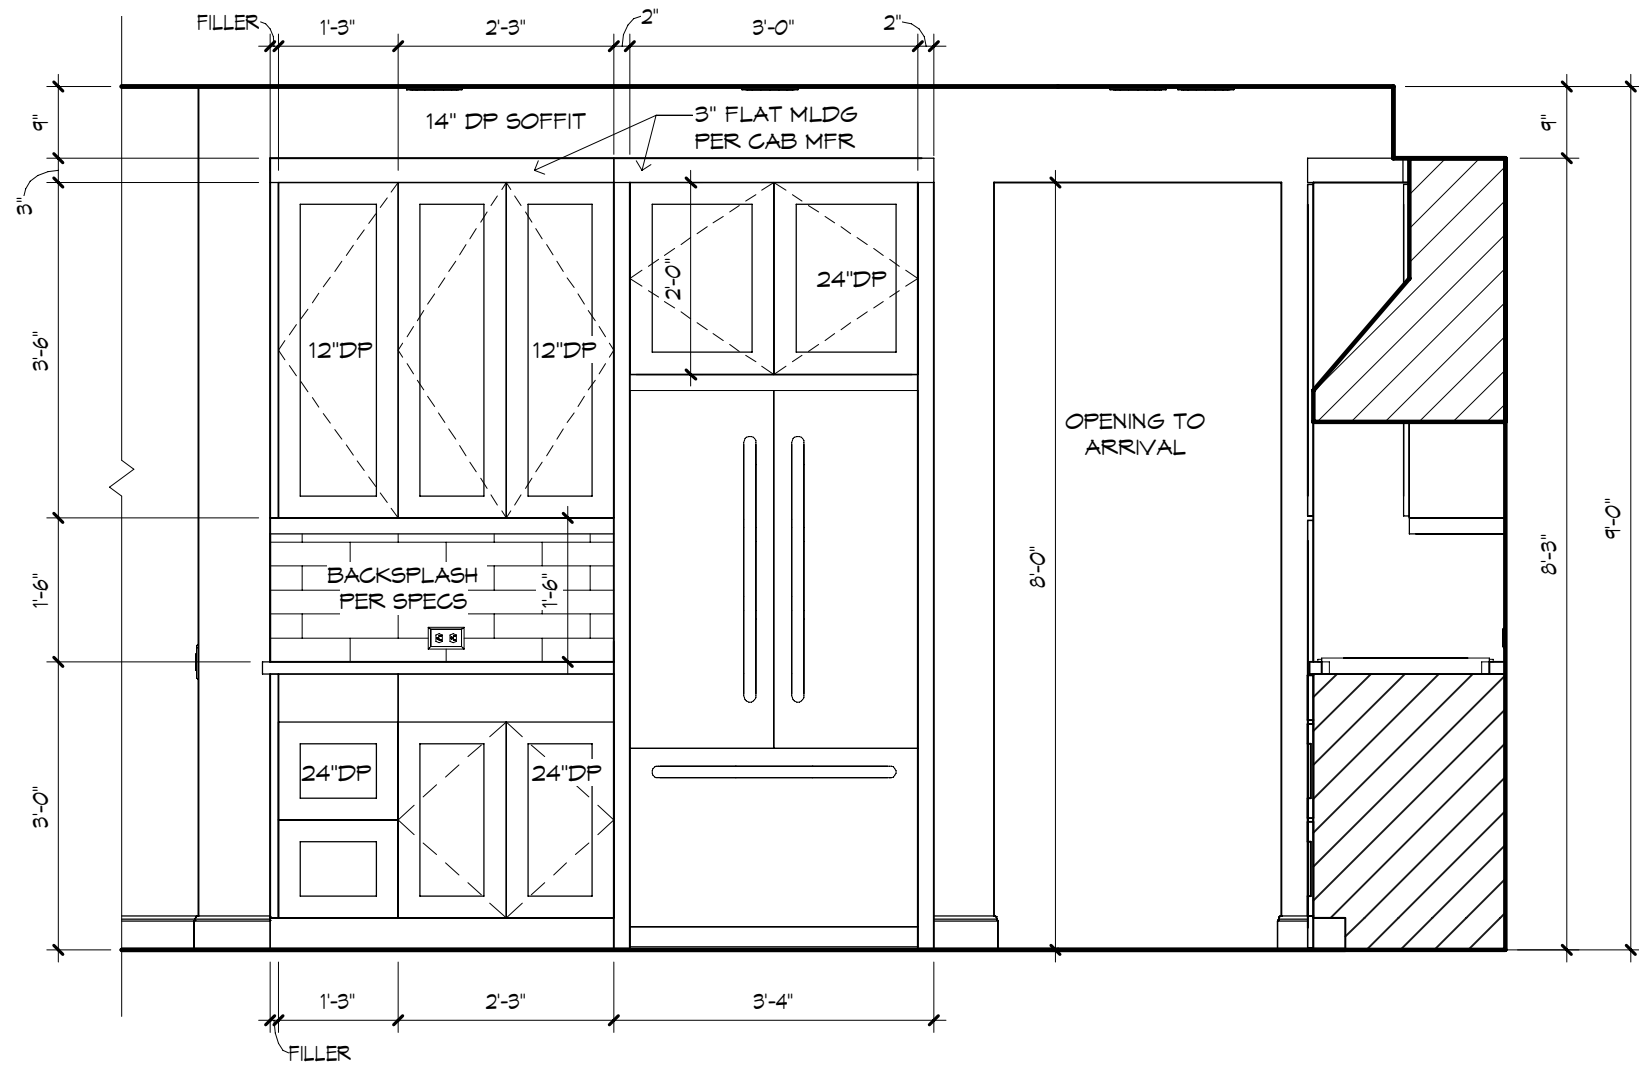 FILLER
1'-3"
2'-3"
2"
3'-0"
2"
9"
14" DP SOFFIT
3" FLAT MLDG
PER CAB MFR
9"
3"
2'-0"
24"DP
3'-6"
12"DP
12"DP
OPENING TO
ARRIVAL
9'-0"
8'-3"
8'-0"
1'-6"
BACKSPLASH
PER SPECS
1'-6"
3'-0"
24"DP
24"DP
1'-3"
2'-3"
3'-4"
FILLER